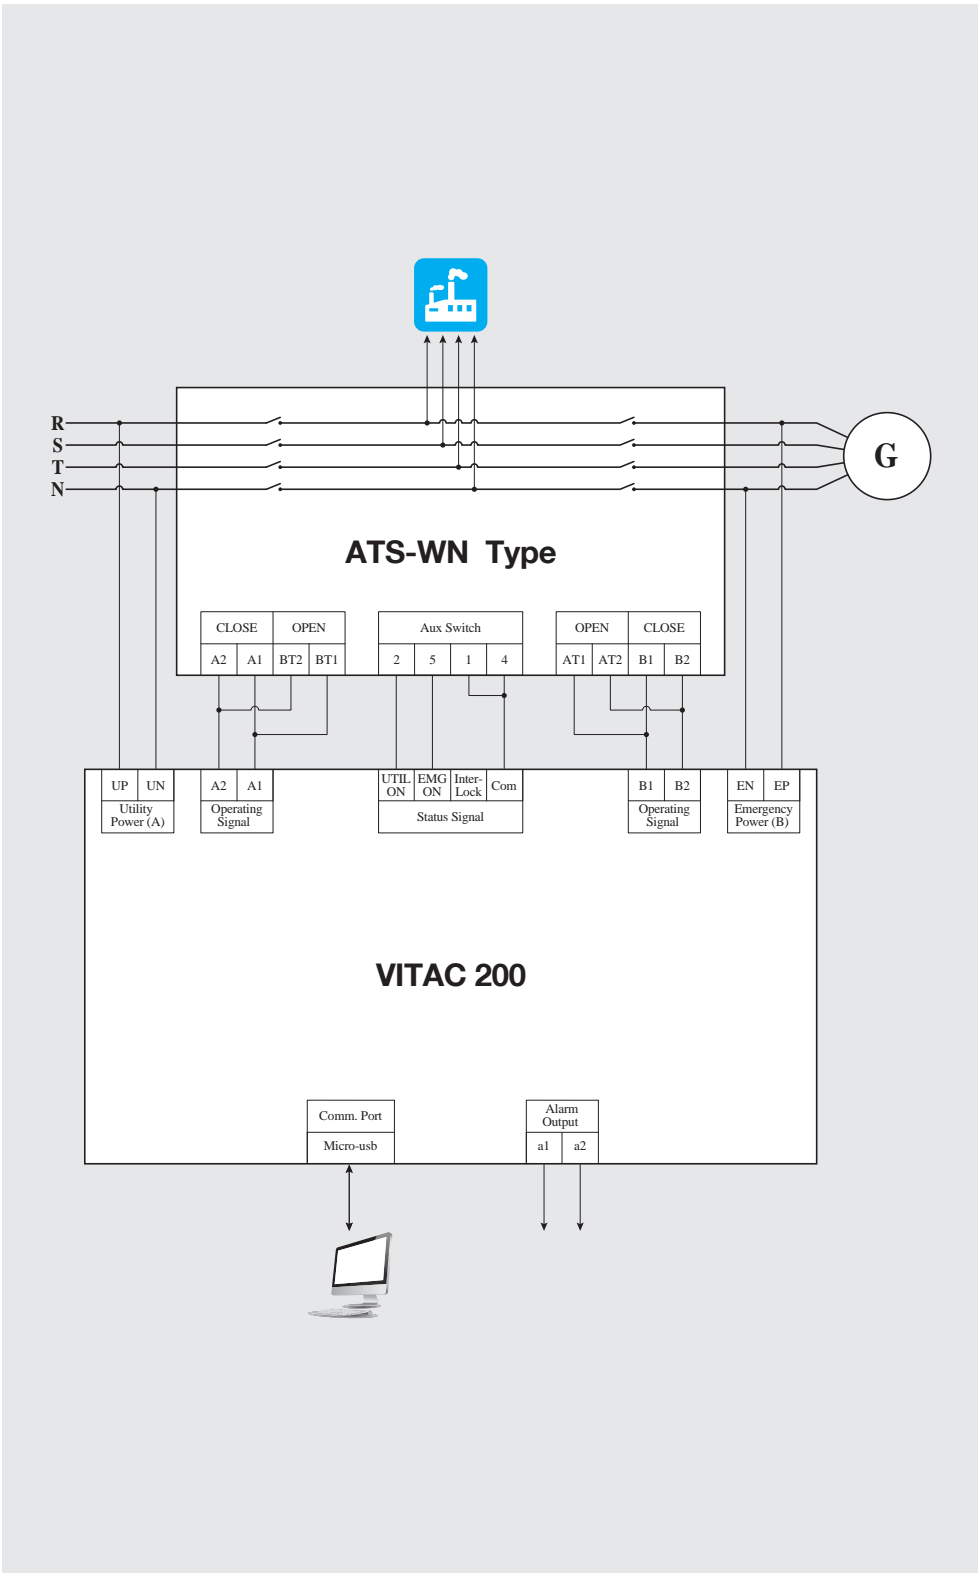 R
S
T
N
G
ATS-WN Type
CLOSE OPEN
A2 A1 BT2 BT1
Aux Switch
2 5 1 4
OPEN CLOSE
AT1 AT2 B1 B2
UP UN
Utility
Power (A)
A2 A1
Operating
Signal
UTIL
ON
EMG
ON
Inter-
Lock
Com
Status Signal
B1 B2
Operating
Signal
EN EP
Emergency
Power (B)
VITAC 200
Comm. Port
Micro-usb
Alarm
Output
a1 a2